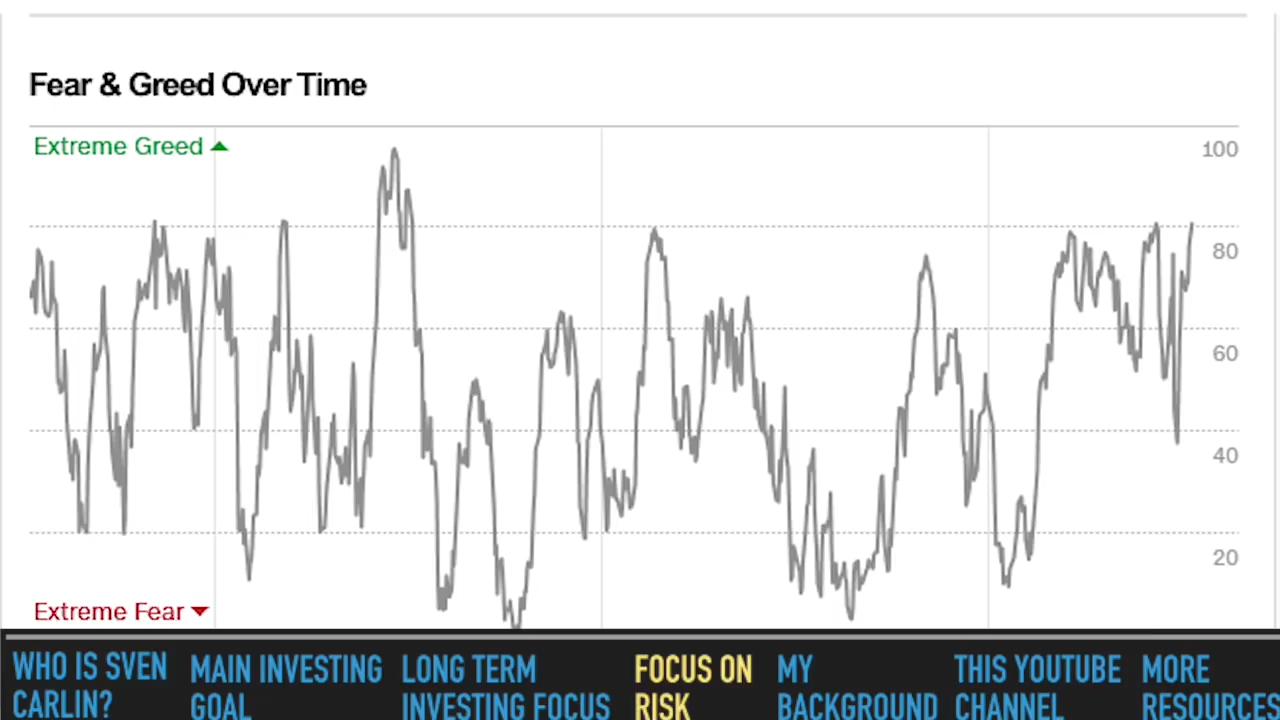 Fear & Greed Over Time
Extreme Greed
100
80
60
40
20
Extreme Fear
WHO IS SVEN
CARLIN?
MAIN INVESTING
GOAL
LONG TERM
INVESTING FOCUS
FOCUS ON
RISK
MY
BACKGROUND
THIS YOUTUBE
CHANNEL
MORE
RESOURCES